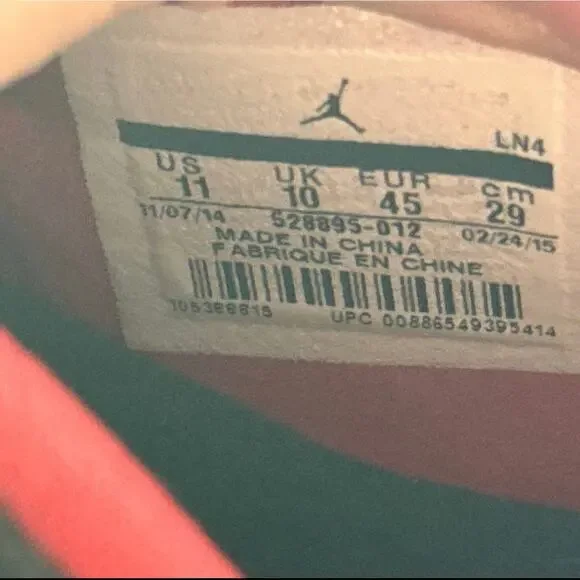 LN4
US UK EUR cm
11 10 45 29
11/07/14 528895-012 02/24/15
MADE IN CHINA
FABRIQUE EN CHINE
105388815 UPC 00886549395414